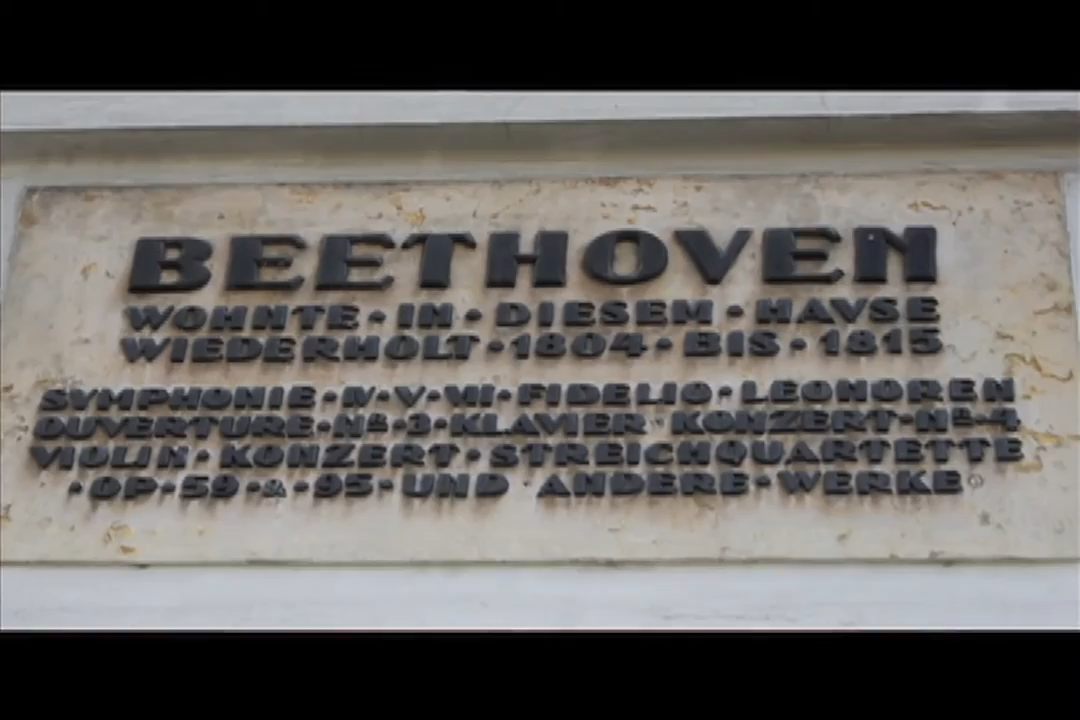 BEETHOVEN
WOHNTE · IN · DIESEM · HAVSE
WIEDERHOLT · 1804 · BIS · 1815
SYMPHONIE · IV · V · VII · FIDELIO · LEONOREN
OUVERTURE · Nº · 3 · KLAVIER · KONZERT · Nº · 4
VIOLIN · KONZERT · STREICHQUARTETTE
· OP · 59 · & · 95 · UND · ANDERE · WERKE